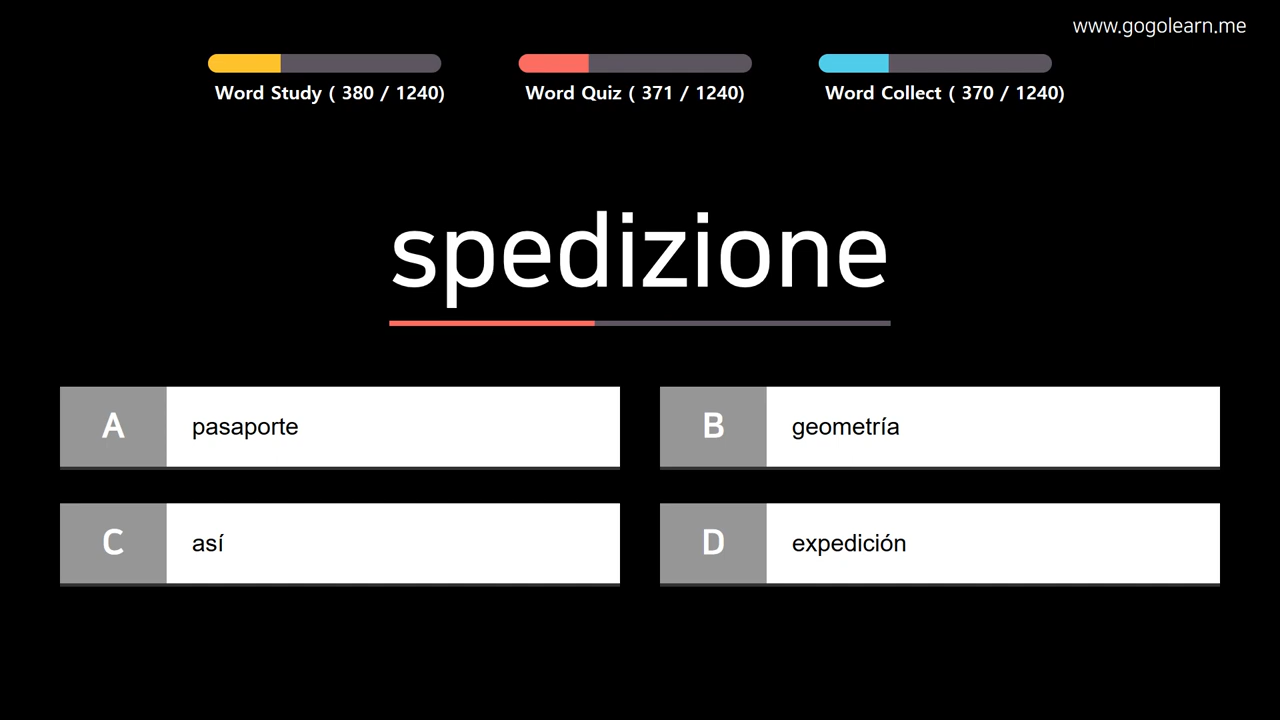 www.gogolearn.me
Word Study ( 380 / 1240)
Word Quiz ( 371 / 1240)
Word Collect ( 370 / 1240)
spedizione
A pasaporte
B geometría
C así
D expedición